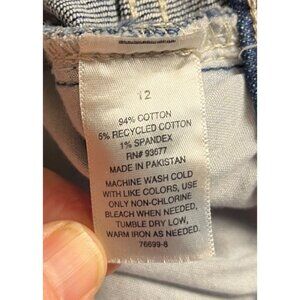 12
94% COTTON
5% RECYCLED COTTON
1% SPANDEX
RN# 93677
MADE IN PAKISTAN
MACHINE WASH COLD
WITH LIKE COLORS, USE
ONLY NON-CHLORINE
BLEACH WHEN NEEDED,
TUMBLE DRY LOW,
WARM IRON AS NEEDED.
76699-8